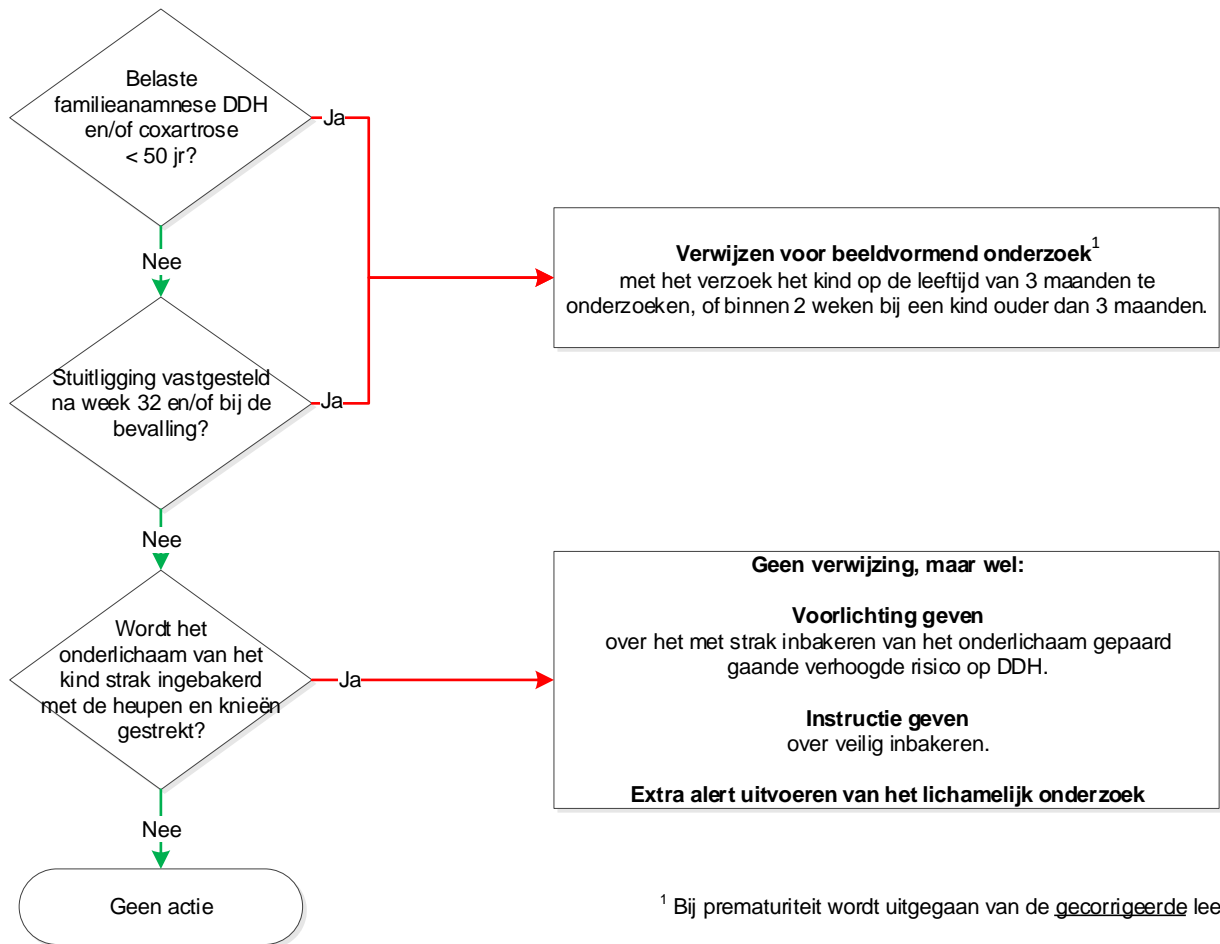 Belaste
familieanamnese DDH
en/of coxartrose
< 50 jr?
Ja
Nee
Verwijzen voor beeldvormend onderzoek¹
met het verzoek het kind op de leeftijd van 3 maanden te
onderzoeken, of binnen 2 weken bij een kind ouder dan 3 maanden.
Stuitligging vastgesteld
na week 32 en/of bij de
bevalling?
Ja
Nee
Wordt het
onderlichaam van het
kind strak ingebakerd
met de heupen en knieën
gestrekt?
Ja
Geen verwijzing, maar wel:
Voorlichting geven
over het met strak inbakeren van het onderlichaam gepaard
gaande verhoogde risico op DDH.
Instructie geven
over veilig inbakeren.
Extra alert uitvoeren van het lichamelijk onderzoek
Nee
Geen actie
¹ Bij prematuriteit wordt uitgegaan van de gecorrigeerde lee